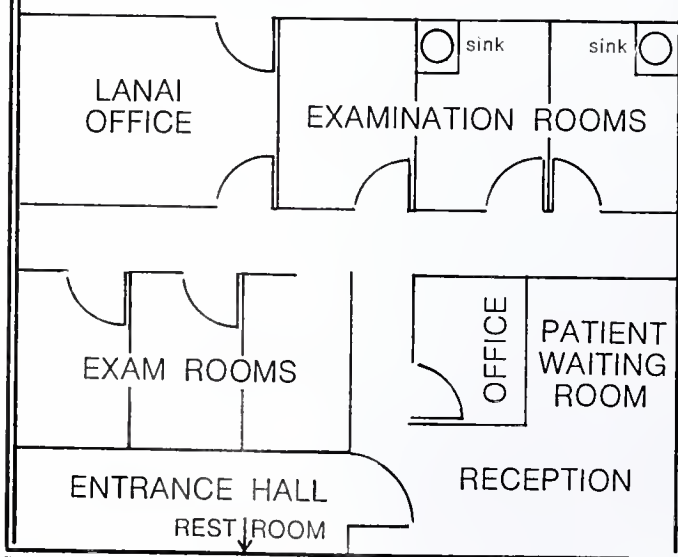 sink
sink
LANAI
OFFICE
EXAMINATION ROOMS
EXAM ROOMS
OFFICE
PATIENT
WAITING
ROOM
ENTRANCE HALL
RECEPTION
REST ROOM